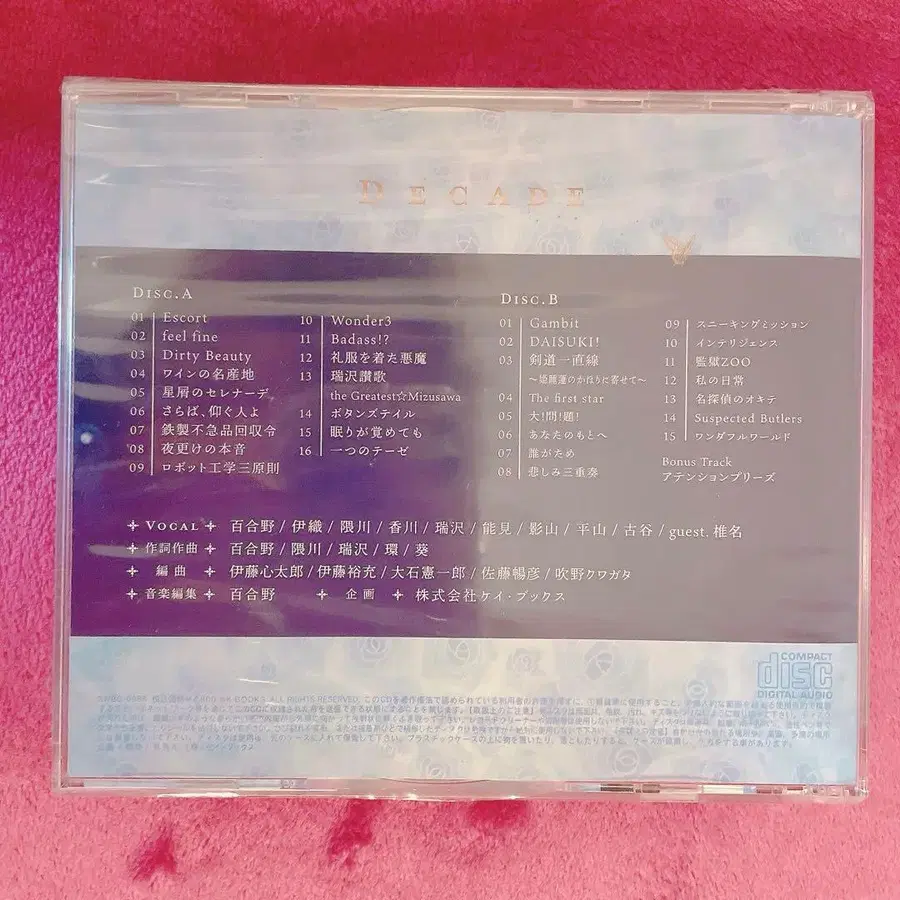 DECADE
DISC.A
01 Escort
02 feel fine
03 Dirty Beauty
04 ワインの名産地
05 星屑のセレナーデ
06 さらば、仰ぐ人よ
07 鉄製不急品回収令
08 夜更けの本音
09 ロボット工学三原則
10 Wonder3
11 Badass!?
12 礼服を着た悪魔
13 瑞沢讃歌
the Greatest☆Mizusawa
14 ボタンズテイル
15 眠りが覚めても
16 一つのテーゼ
DISC.B
01 Gambit
02 DAISUKI!
03 剣道一直線
04 The first star
05 大!問!題!
06 あなたのもとへ
07 誰がため
08 悲しみ三重奏
09 スニーキングミッション
10 インテリジェンス
11 監獄ZOO
12 私の日常
13 名探偵のオキテ
14 Suspected Butlers
15 ワンダフルワールド
Bonus Track
アテンションプリーズ
VOCAL 百合野/伊織/隈川/香川/瑞沢/能見/影山/平山/古谷/guest.椎名
作詞作曲 百合野/隈川/瑞沢/環/葵
編曲 伊藤心太郎/伊藤裕充/大石憲一郎/佐藤暢彦/吹野クワガタ
音楽編集 百合野 企画 株式会社ケイ・ブックス
COMPACT
disc
DIGITAL AUDIO